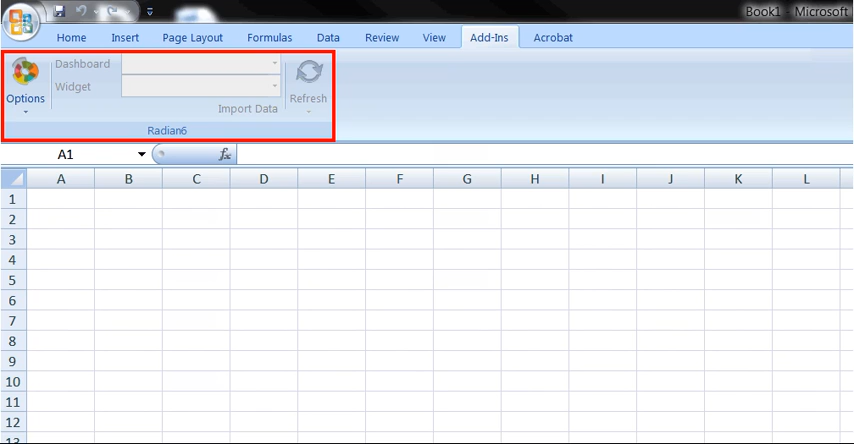 Book1 - Microsoft
Home Insert Page Layout Formulas Data Review View Add-Ins Acrobat
Dashboard
Widget
Options
Import Data
Refresh
Radian6
A1 fx
A B C D E F G H I J K L
1
2
3
4
5
6
7
8
9
10
11
12
13